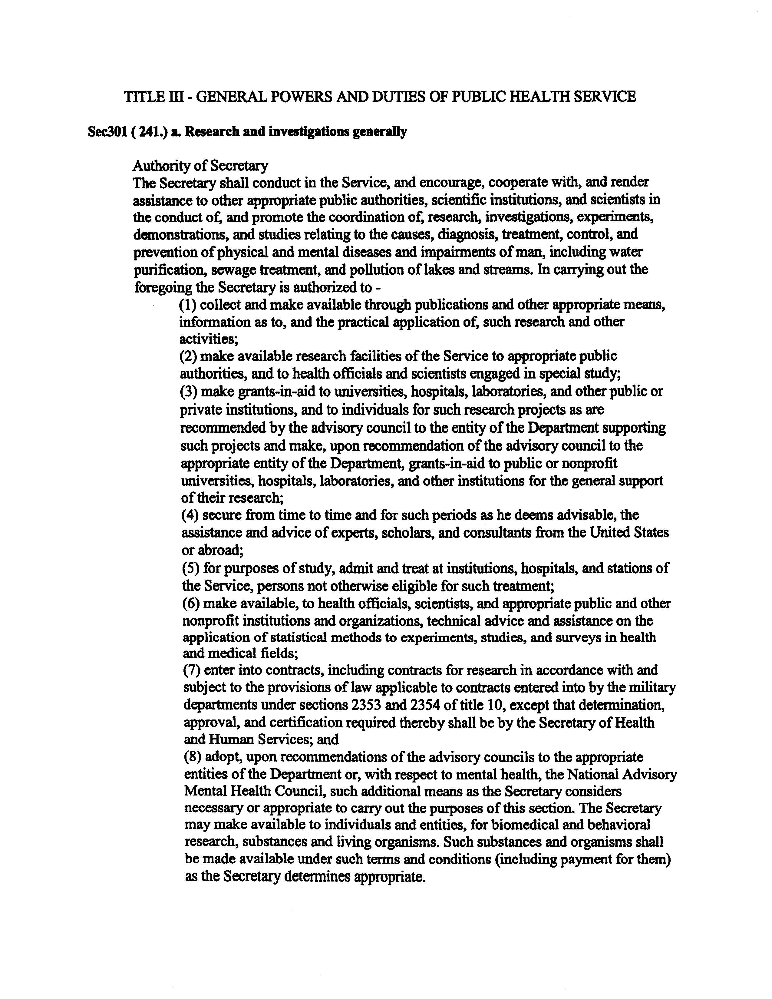 TITLE III - GENERAL POWERS AND DUTIES OF PUBLIC HEALTH SERVICE
Sec301 ( 241.) a. Research and investigations generally
Authority of Secretary
The Secretary shall conduct in the Service, and encourage, cooperate with, and render
assistance to other appropriate public authorities, scientific institutions, and scientists in
the conduct of, and promote the coordination of, research, investigations, experiments,
demonstrations, and studies relating to the causes, diagnosis, treatment, control, and
prevention of physical and mental diseases and impairments of man, including water
purification, sewage treatment, and pollution of lakes and streams. In carrying out the
foregoing the Secretary is authorized to -
(1) collect and make available through publications and other appropriate means,
information as to, and the practical application of, such research and other
activities;
(2) make available research facilities of the Service to appropriate public
authorities, and to health officials and scientists engaged in special study;
(3) make grants-in-aid to universities, hospitals, laboratories, and other public or
private institutions, and to individuals for such research projects as are
recommended by the advisory council to the entity of the Department supporting
such projects and make, upon recommendation of the advisory council to the
appropriate entity of the Department, grants-in-aid to public or nonprofit
universities, hospitals, laboratories, and other institutions for the general support
of their research;
(4) secure from time to time and for such periods as he deems advisable, the
assistance and advice of experts, scholars, and consultants from the United States
or abroad;
(5) for purposes of study, admit and treat at institutions, hospitals, and stations of
the Service, persons not otherwise eligible for such treatment;
(6) make available, to health officials, scientists, and appropriate public and other
nonprofit institutions and organizations, technical advice and assistance on the
application of statistical methods to experiments, studies, and surveys in health
and medical fields;
(7) enter into contracts, including contracts for research in accordance with and
subject to the provisions of law applicable to contracts entered into by the military
departments under sections 2353 and 2354 of title 10, except that determination,
approval, and certification required thereby shall be by the Secretary of Health
and Human Services; and
(8) adopt, upon recommendations of the advisory councils to the appropriate
entities of the Department or, with respect to mental health, the National Advisory
Mental Health Council, such additional means as the Secretary considers
necessary or appropriate to carry out the purposes of this section. The Secretary
may make available to individuals and entities, for biomedical and behavioral
research, substances and living organisms. Such substances and organisms shall
be made available under such terms and conditions (including payment for them)
as the Secretary determines appropriate.